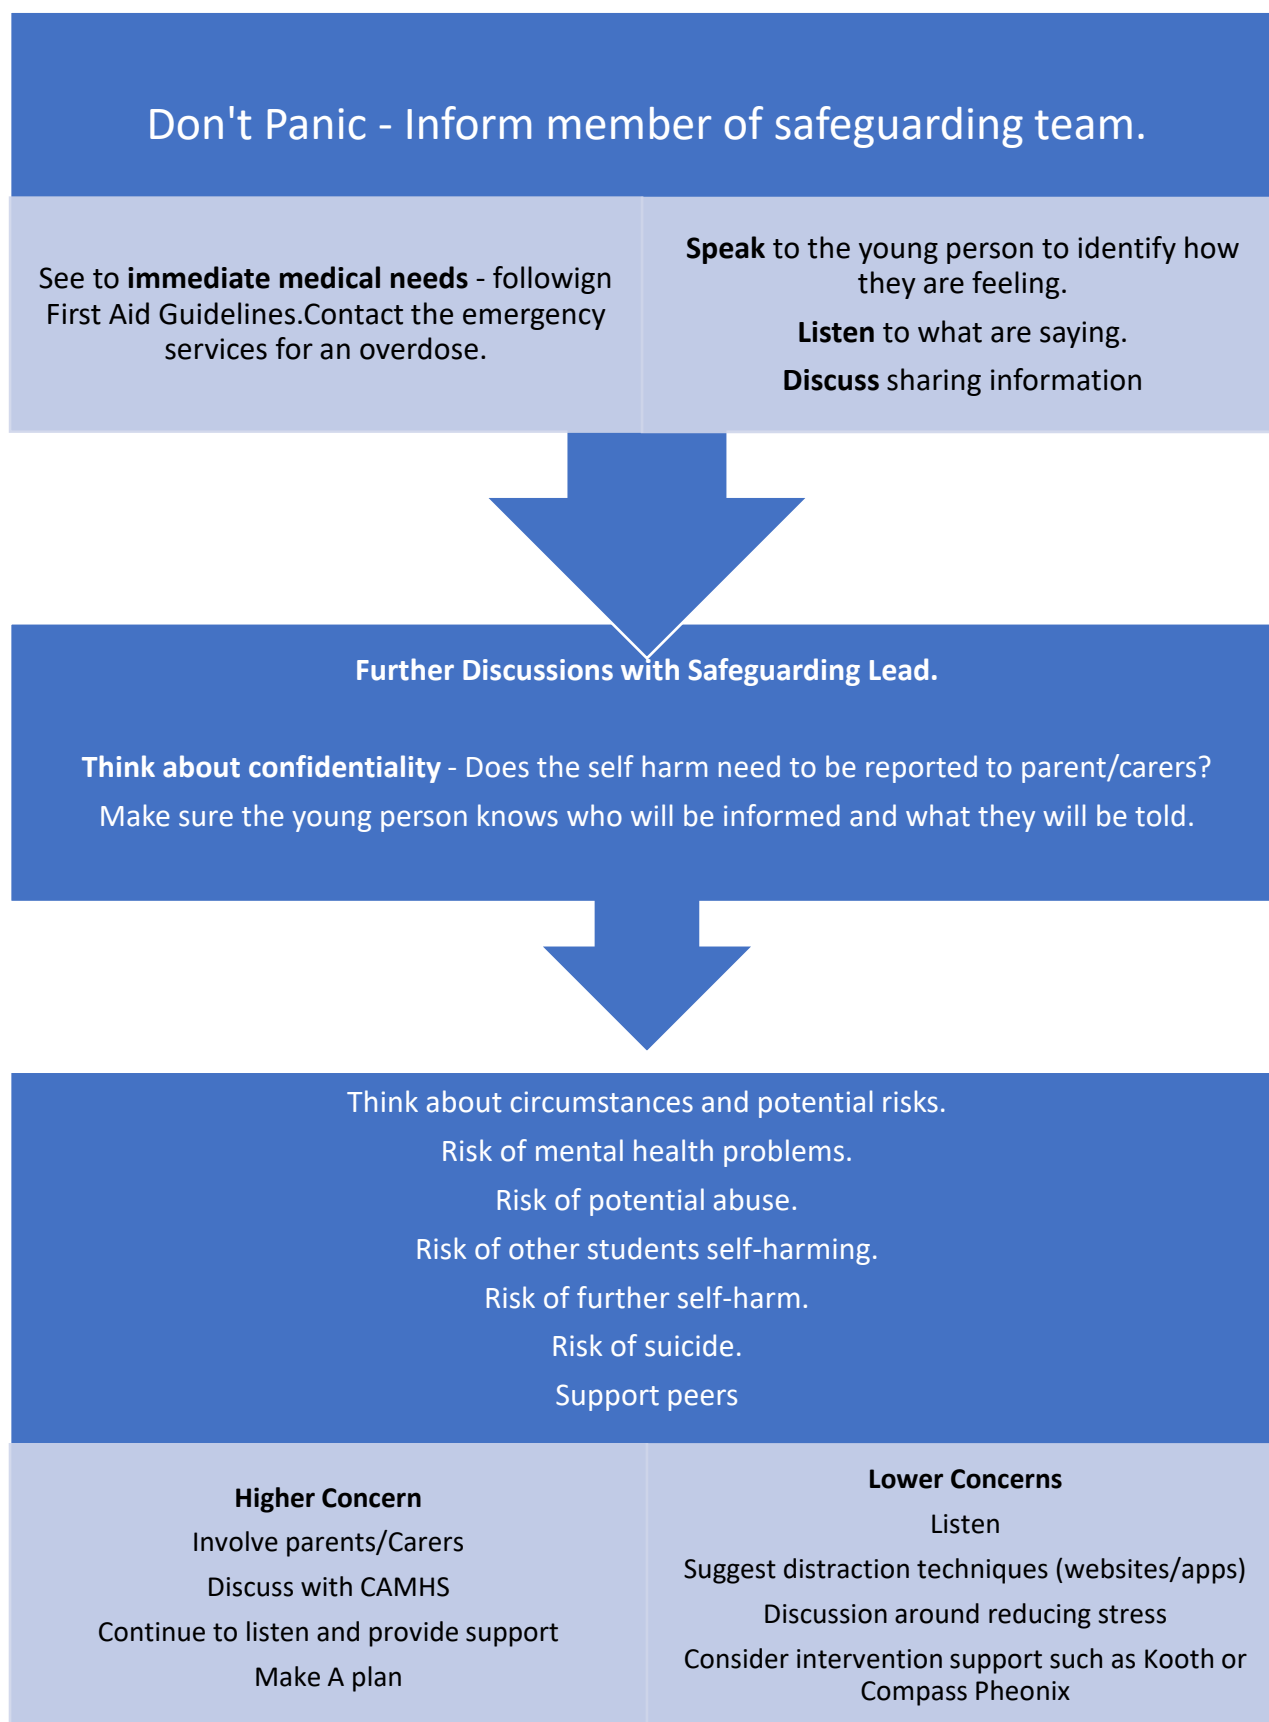 Don't Panic - Inform member of safeguarding team.
See to immediate medical needs - followign
First Aid Guidelines.Contact the emergency
services for an overdose.
Speak to the young person to identify how
they are feeling.
Listen to what are saying.
Discuss sharing information
Further Discussions with Safeguarding Lead.
Think about confidentiality - Does the self harm need to be reported to parent/carers?
Make sure the young person knows who will be informed and what they will be told.
Think about circumstances and potential risks.
Risk of mental health problems.
Risk of potential abuse.
Risk of other students self-harming.
Risk of further self-harm.
Risk of suicide.
Support peers
Higher Concern
Involve parents/Carers
Discuss with CAMHS
Continue to listen and provide support
Make A plan
Lower Concerns
Listen
Suggest distraction techniques (websites/apps)
Discussion around reducing stress
Consider intervention support such as Kooth or
Compass Pheonix